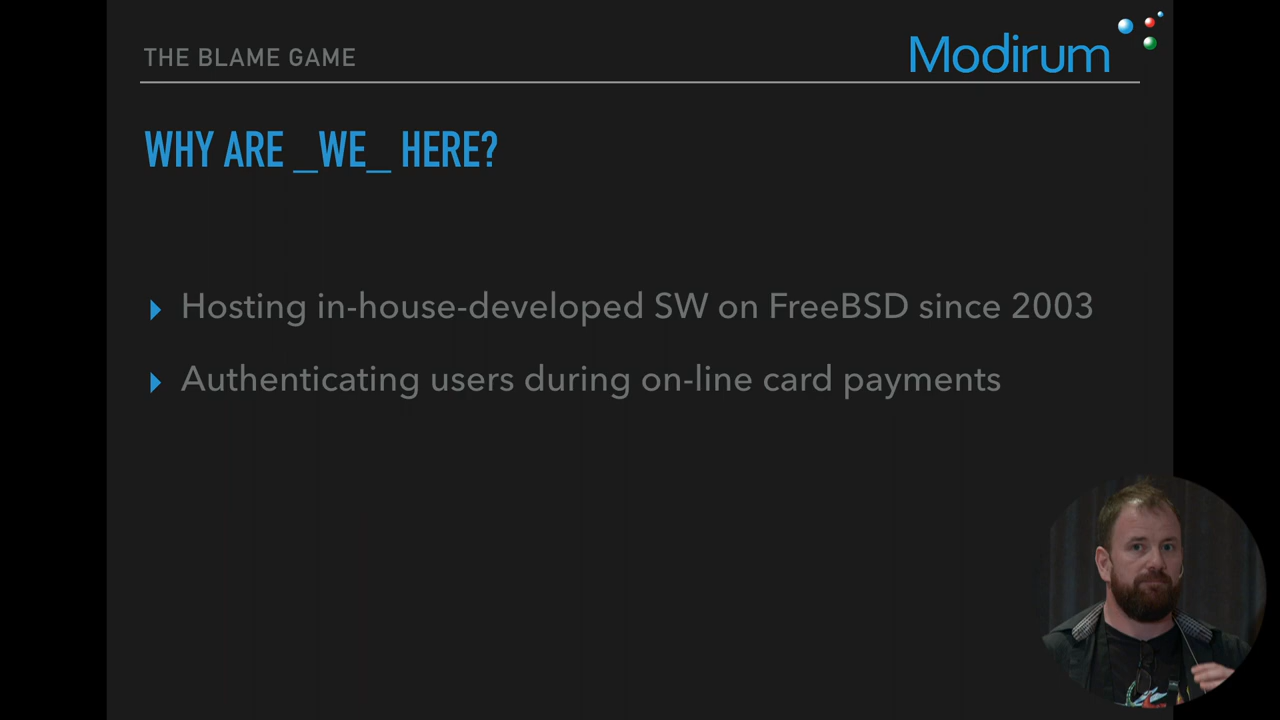 THE BLAME GAME
Modirum
WHY ARE _WE_ HERE?
Hosting in-house-developed SW on FreeBSD since 2003
Authenticating users during on-line card payments